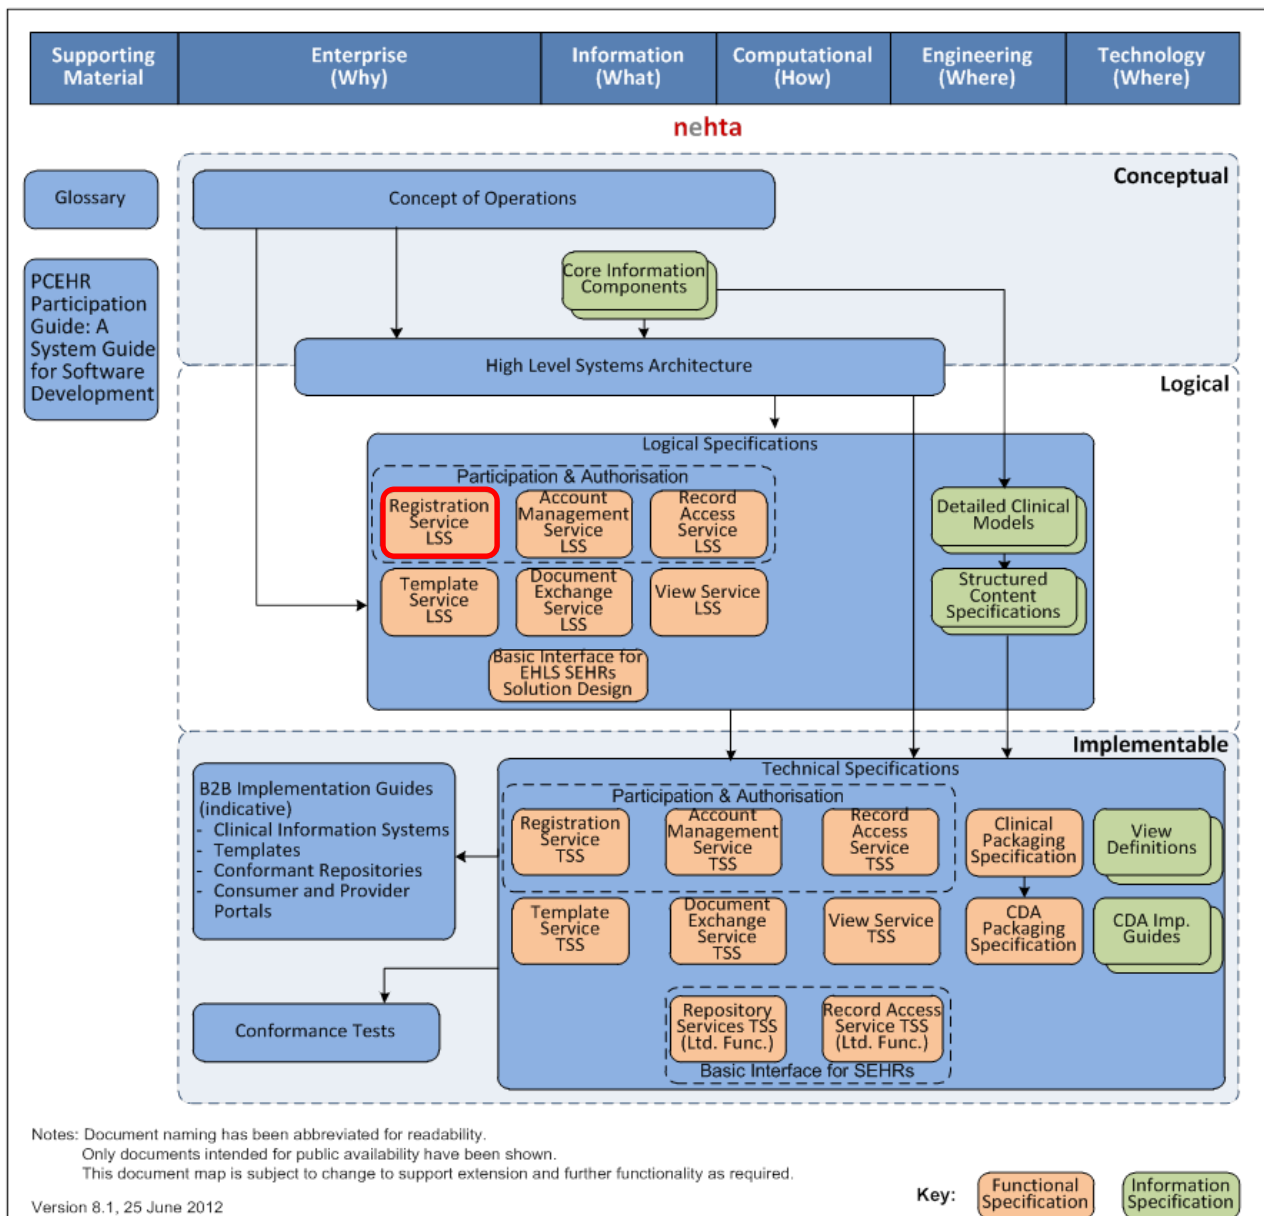 Supporting
Material
Enterprise
(Why)
Information
(What)
Computational
(How)
Engineering
(Where)
Technology
(Where)
nehta
Conceptual
Glossary
Concept of Operations
PCEHR
Participation
Guide: A
System Guide
for Software
Development
Core Information
Components
High Level Systems Architecture
Logical
Logical Specifications
Participation & Authorisation
Registration
Service
LSS
Account
Management
Service
LSS
Record
Access
Service
LSS
Detailed Clinical
Models
Template
Service
LSS
Document
Exchange
Service
LSS
View Service
LSS
Structured
Content
Specifications
Basic Interface for
EHLS SEHRs
Solution Design
Implementable
Technical Specifications
B2B Implementation Guides
(indicative)
- Clinical Information Systems
- Templates
- Conformant Repositories
- Consumer and Provider
Portals
Participation & Authorisation
Registration
Service
TSS
Account
Management
Service
TSS
Record
Access
Service
TSS
Clinical
Packaging
Specification
View
Definitions
Template
Service
TSS
Document
Exchange
Service
TSS
View Service
TSS
CDA
Packaging
Specification
CDA Imp.
Guides
Conformance Tests
Repository
Services TSS
(Ltd. Func.)
Record Access
Service TSS
(Ltd. Func.)
Basic Interface for SEHRs
Notes: Document naming has been abbreviated for readability.
Only documents intended for public availability have been shown.
This document map is subject to change to support extension and further functionality as required.
Version 8.1, 25 June 2012
Key:
Functional
Specification
Information
Specification